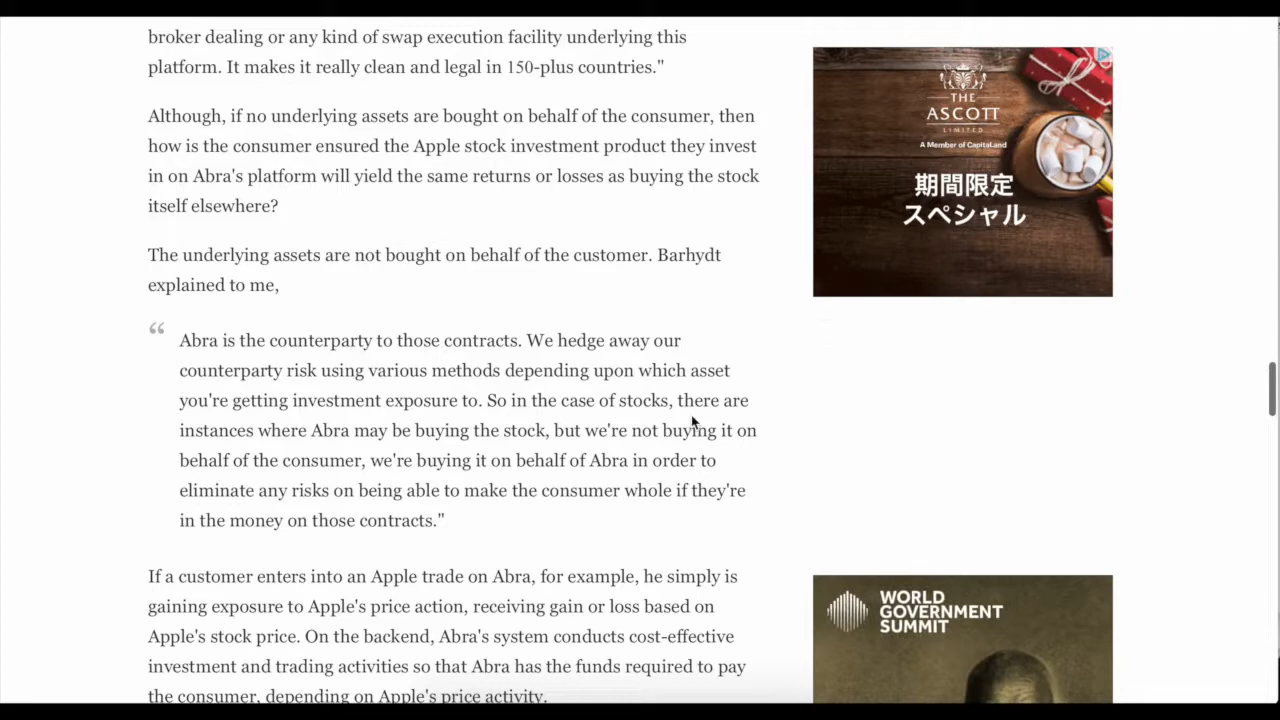 broker dealing or any kind of swap execution facility underlying this
platform. It makes it really clean and legal in 150-plus countries."
Although, if no underlying assets are bought on behalf of the consumer, then
how is the consumer ensured the Apple stock investment product they invest
in on Abra's platform will yield the same returns or losses as buying the stock
itself elsewhere?
The underlying assets are not bought on behalf of the customer. Barhydt
explained to me,
“
Abra is the counterparty to those contracts. We hedge away our
counterparty risk using various methods depending upon which asset
you're getting investment exposure to. So in the case of stocks, there are
instances where Abra may be buying the stock, but we're not buying it on
behalf of the consumer, we're buying it on behalf of Abra in order to
eliminate any risks on being able to make the consumer whole if they're
in the money on those contracts."
If a customer enters into an Apple trade on Abra, for example, he simply is
gaining exposure to Apple's price action, receiving gain or loss based on
Apple's stock price. On the backend, Abra's system conducts cost-effective
investment and trading activities so that Abra has the funds required to pay
the consumer, depending on Apple's price activity.
THE
ASCOTT
LIMITED
A Member of CapitaLand
期間限定
スペシャル
WORLD
GOVERNMENT
SUMMIT